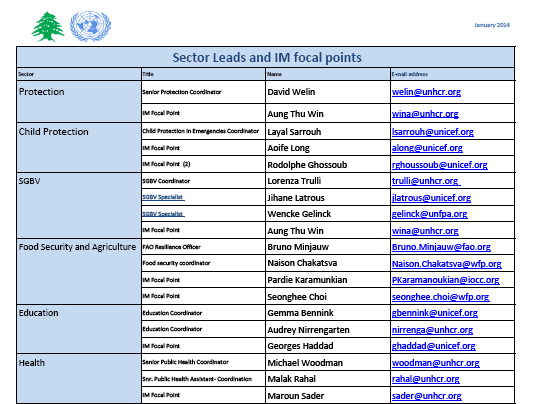 January 2014
Sector Leads and IM focal points
Sector Title Name E-mail address
Protection Senior Protection Coordinator David Welin welin@unhcr.org
IM Focal Point Aung Thu Win wina@unhcr.org
Child Protection Child Protection in Emergencies Coordinator Layal Sarrouh lsarrouh@unicef.org
IM Focal Point Aoife Long along@unicef.org
IM Focal Point (2) Rodolphe Ghossoub rghoussoub@unicef.org
SGBV SGBV Coordinator Lorenza Trulli trulli@unhcr.org
SGBV Specialist Jihane Latrous jlatrous@unicef.org
SGBV Specialist Wencke Gelinck gelinck@unfpa.org
IM Focal Point Aung Thu Win wina@unhcr.org
Food Security and Agriculture FAO Resilience Officer Bruno Minjauw Bruno.Minjauw@fao.org
Food security coordinator Naison Chakatsva Naison.Chakatsva@wfp.org
IM Focal Point Pardie Karamunkian PKaramanoukian@iocc.org
IM Focal Point Seonghee Choi seonghee.choi@wfp.org
Education Education Coordinator Gemma Bennink gbennink@unicef.org
Education Coordinator Audrey Nirrengarten nirrenga@unhcr.org
IM Focal Point Georges Haddad ghaddad@unicef.org
Health Senior Public Health Coordinator Michael Woodman woodman@unhcr.org
Snr. Public Health Assistant- Coordination Malak Rahal rahal@unhcr.org
IM Focal Point Maroun Sader sader@unhcr.org